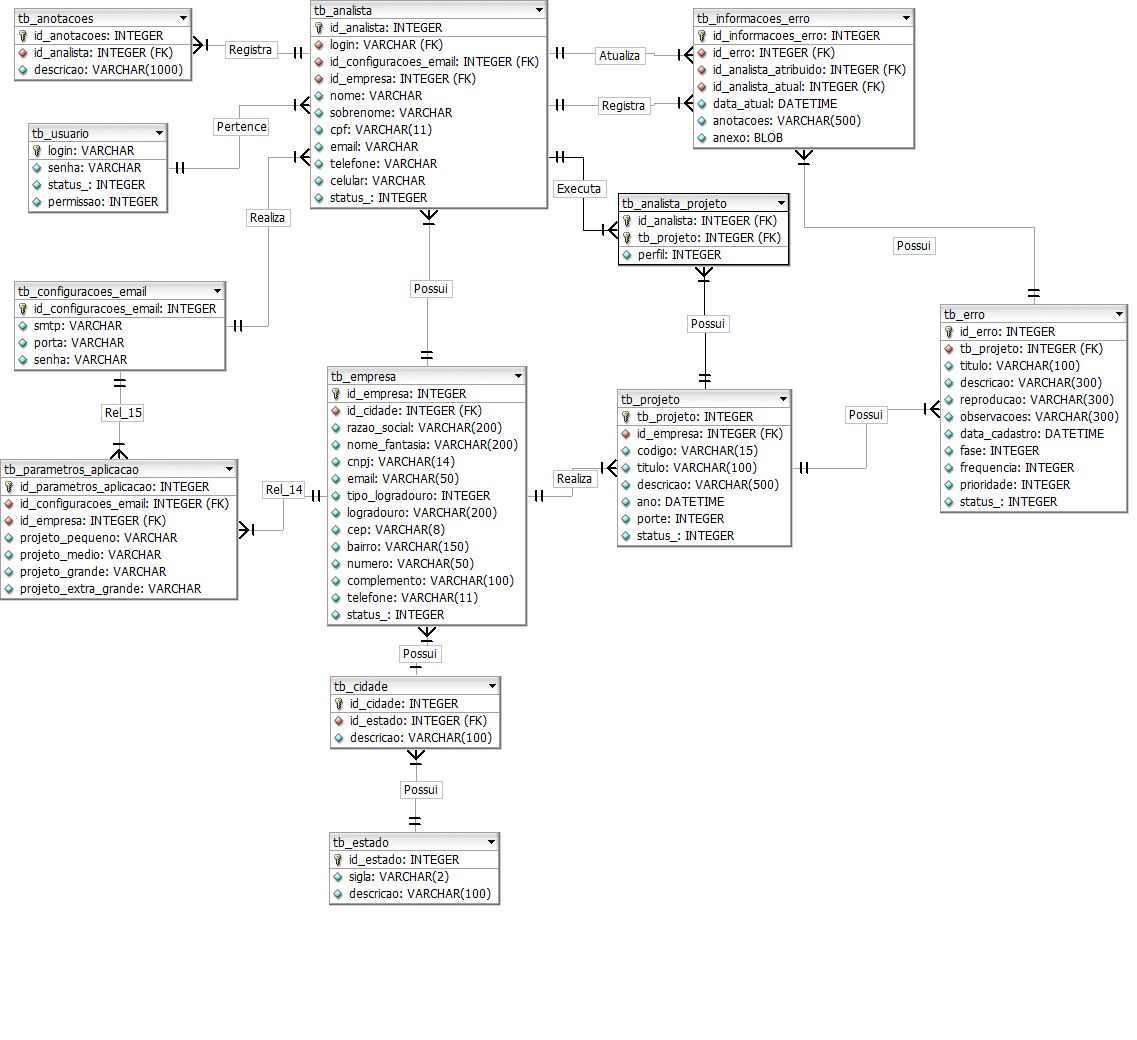 tb_anotacoes
id_anotacoes: INTEGER
id_analista: INTEGER (FK)
descricao: VARCHAR(1000)
Registra
tb_analista
id_analista: INTEGER
login: VARCHAR (FK)
id_configuracoes_email: INTEGER (FK)
id_empresa: INTEGER (FK)
nome: VARCHAR
sobrenome: VARCHAR
cpf: VARCHAR(11)
email: VARCHAR
telefone: VARCHAR
celular: VARCHAR
status_: INTEGER
Atualiza
Registra
tb_informacoes_erro
id_informacoes_erro: INTEGER
id_erro: INTEGER (FK)
id_analista_atribuido: INTEGER (FK)
id_analista_atual: INTEGER (FK)
data_atual: DATETIME
anotacoes: VARCHAR(500)
anexo: BLOB
Pertence
tb_usuario
login: VARCHAR
senha: VARCHAR
status_: INTEGER
permissao: INTEGER
Realiza
Executa
tb_analista_projeto
id_analista: INTEGER (FK)
tb_projeto: INTEGER (FK)
perfil: INTEGER
Possui
Possui
Possui
tb_configuracoes_email
id_configuracoes_email: INTEGER
smtp: VARCHAR
porta: VARCHAR
senha: VARCHAR
Rel_15
tb_erro
id_erro: INTEGER
tb_projeto: INTEGER (FK)
titulo: VARCHAR(100)
descricao: VARCHAR(300)
reproducao: VARCHAR(300)
observacoes: VARCHAR(300)
data_cadastro: DATETIME
fase: INTEGER
frequencia: INTEGER
prioridade: INTEGER
status_: INTEGER
tb_empresa
id_empresa: INTEGER
id_cidade: INTEGER (FK)
razao_social: VARCHAR(200)
nome_fantasia: VARCHAR(200)
cnpj: VARCHAR(14)
email: VARCHAR(50)
tipo_logradouro: INTEGER
logradouro: VARCHAR(200)
cep: VARCHAR(8)
bairro: VARCHAR(150)
numero: VARCHAR(50)
complemento: VARCHAR(100)
telefone: VARCHAR(11)
status_: INTEGER
Realiza
tb_projeto
tb_projeto: INTEGER
id_empresa: INTEGER (FK)
codigo: VARCHAR(15)
titulo: VARCHAR(100)
descricao: VARCHAR(500)
ano: DATETIME
porte: INTEGER
status_: INTEGER
Possui
tb_parametros_aplicacao
id_parametros_aplicacao: INTEGER
id_configuracoes_email: INTEGER (FK)
id_empresa: INTEGER (FK)
projeto_pequeno: VARCHAR
projeto_medio: VARCHAR
projeto_grande: VARCHAR
projeto_extra_grande: VARCHAR
Rel_14
Possui
tb_cidade
id_cidade: INTEGER
id_estado: INTEGER (FK)
descricao: VARCHAR(100)
Possui
tb_estado
id_estado: INTEGER
sigla: VARCHAR(2)
descricao: VARCHAR(100)